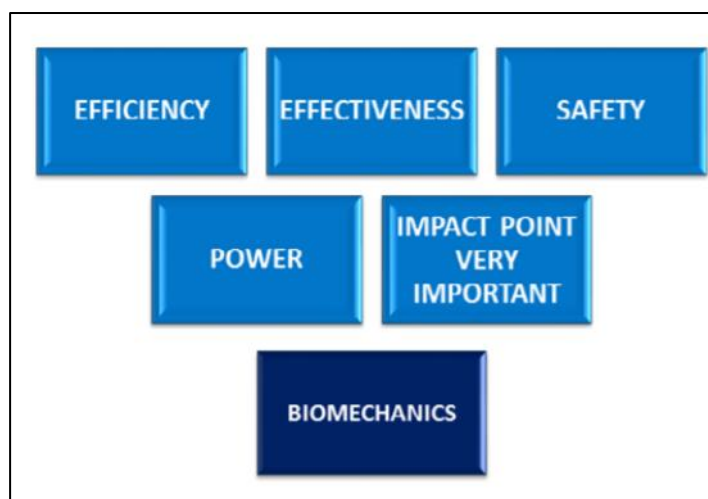 EFFICIENCY
EFFECTIVENESS
SAFETY
POWER
IMPACT POINT
VERY
IMPORTANT
BIOMECHANICS